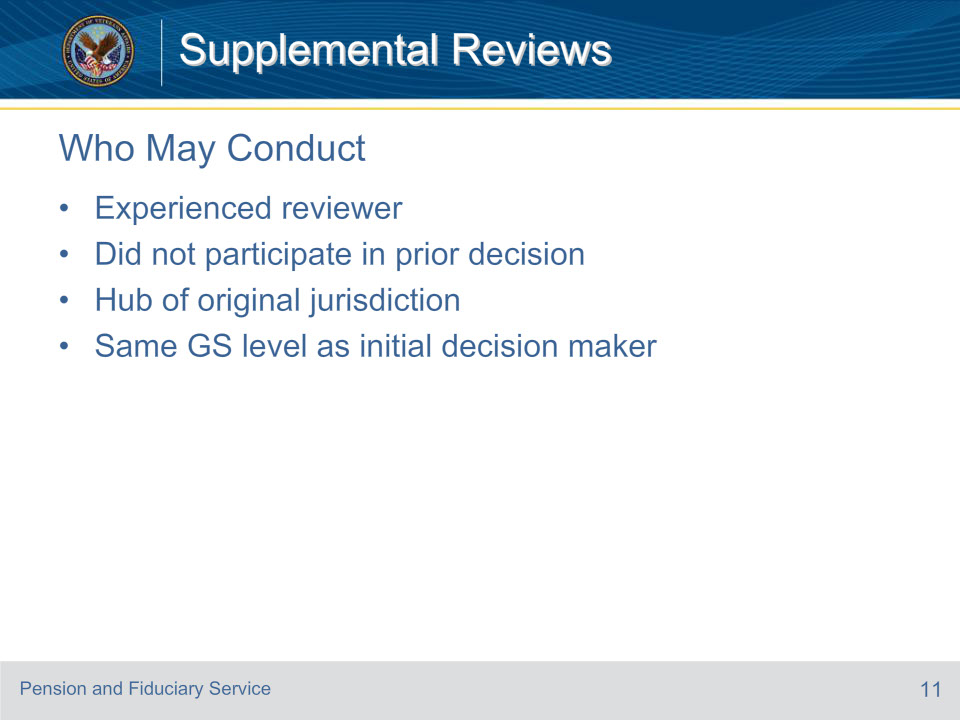 Supplemental Reviews
Who May Conduct
• Experienced reviewer
• Did not participate in prior decision
• Hub of original jurisdiction
• Same GS level as initial decision maker
Pension and Fiduciary Service
11